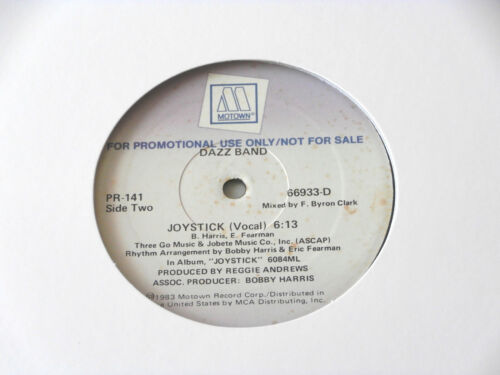 MOTOWN®
FOR PROMOTIONAL USE ONLY/NOT FOR SALE
DAZZ BAND
PR-141
Side Two
66933-D
Mixed by F. Byron Clark
JOYSTICK (Vocal) 6:13
B. Harris, E. Fearman
Three Go Music & Jobete Music Co., Inc. (ASCAP)
Rhythm Arrangement by Bobby Harris & Eric Fearman
In Album, "JOYSTICK" 6084ML
PRODUCED BY REGGIE ANDREWS
ASSOC. PRODUCER: BOBBY HARRIS
1983 Motown Record Corp./Distributed in
United States by MCA Distributing, Inc.